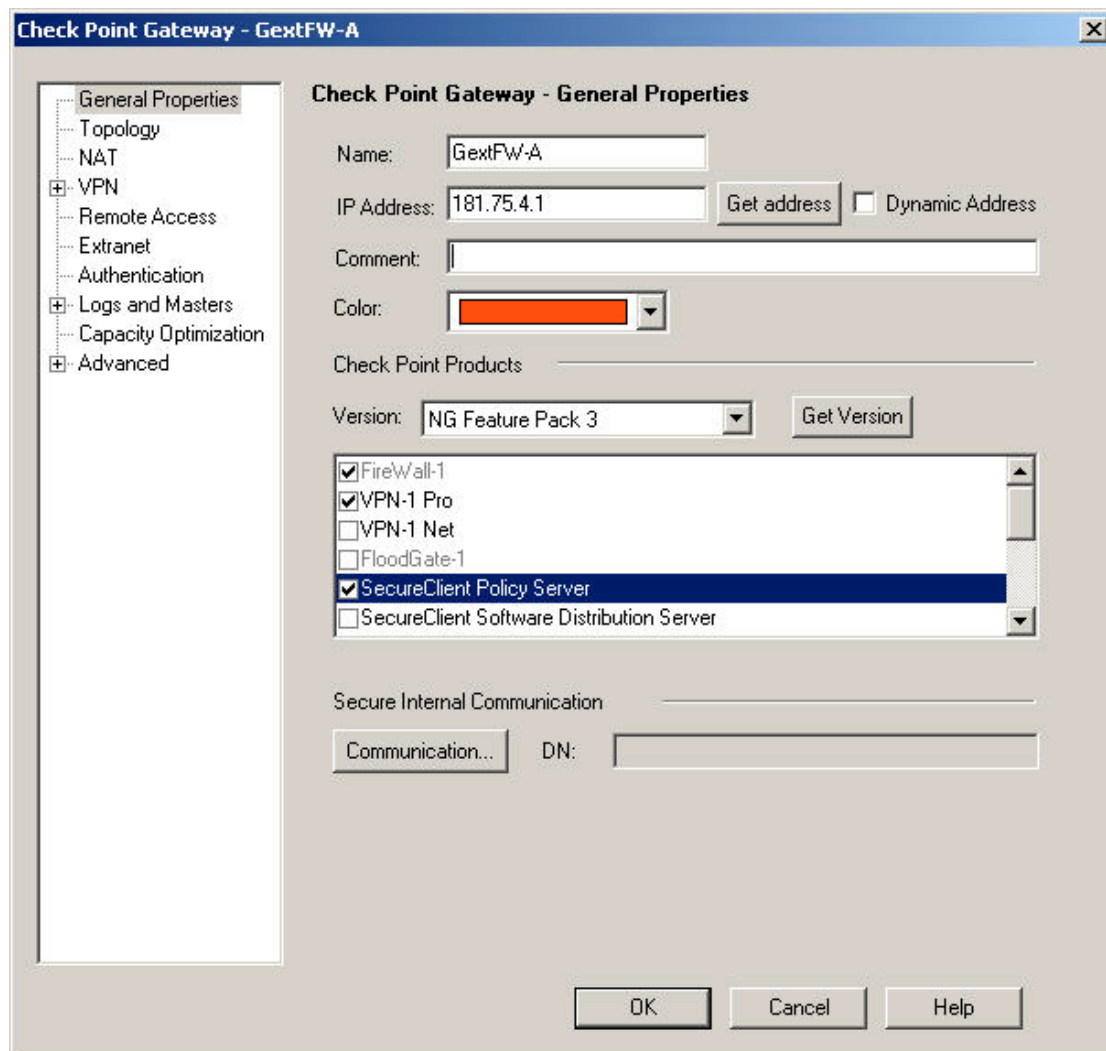 Check Point Gateway - GextFW-A
General Properties
Topology
NAT
VPN
Remote Access
Extranet
Authentication
Logs and Masters
Capacity Optimization
Advanced
Check Point Gateway - General Properties
Name: GextFW-A
IP Address: 181.75.4.1 Get address Dynamic Address
Comment:
Color:
Check Point Products
Version: NG Feature Pack 3 Get Version
FireWall-1
VPN-1 Pro
VPN-1 Net
FloodGate-1
SecureClient Policy Server
SecureClient Software Distribution Server
Secure Internal Communication
Communication... DN:
OK Cancel Help